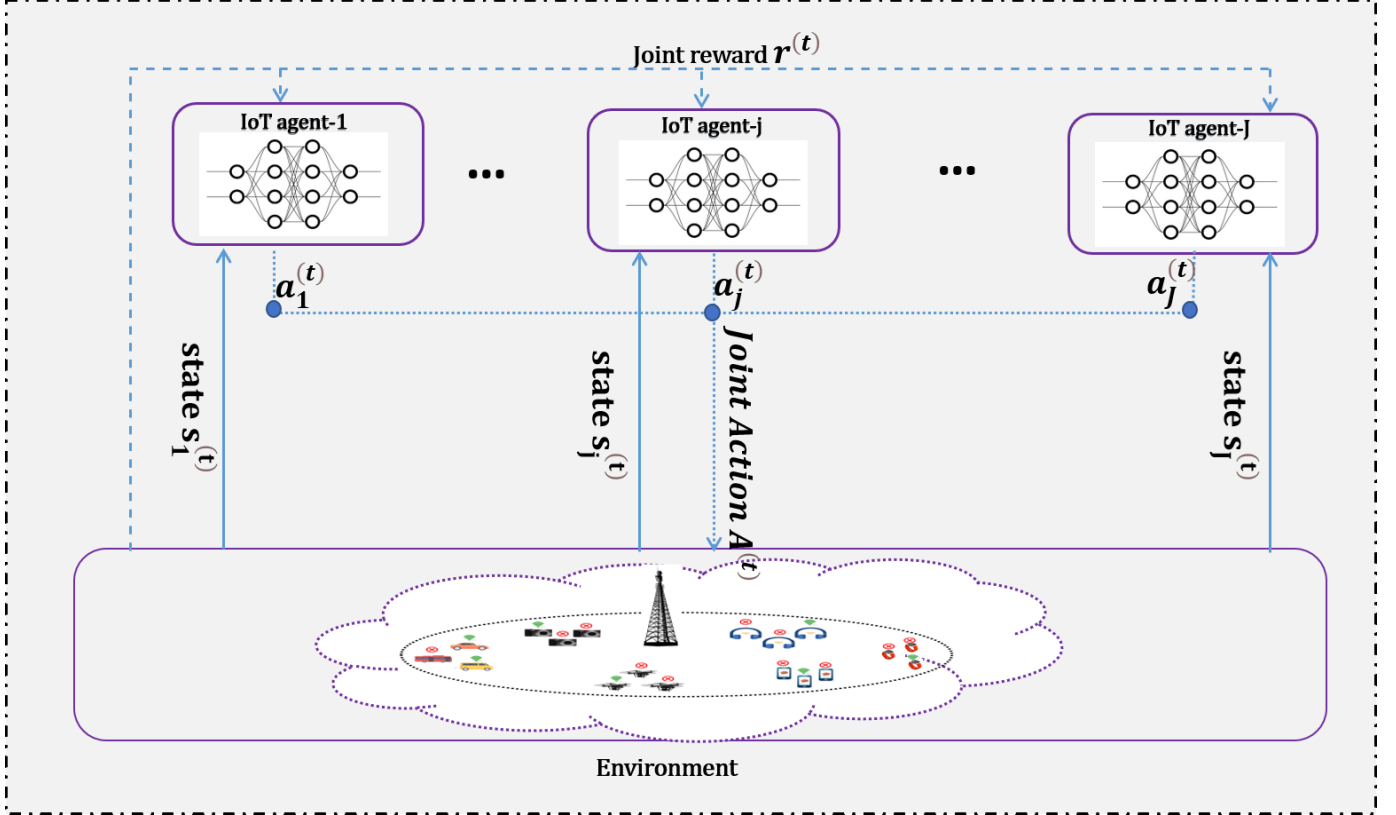 Joint reward r^(t)
IoT agent-1
IoT agent-j
IoT agent-J
...
...
a_1^(t)
a_j^(t)
a_J^(t)
state s_1^(t)
state s_j^(t)
Joint Action A^(t)
state s_J^(t)
Environment